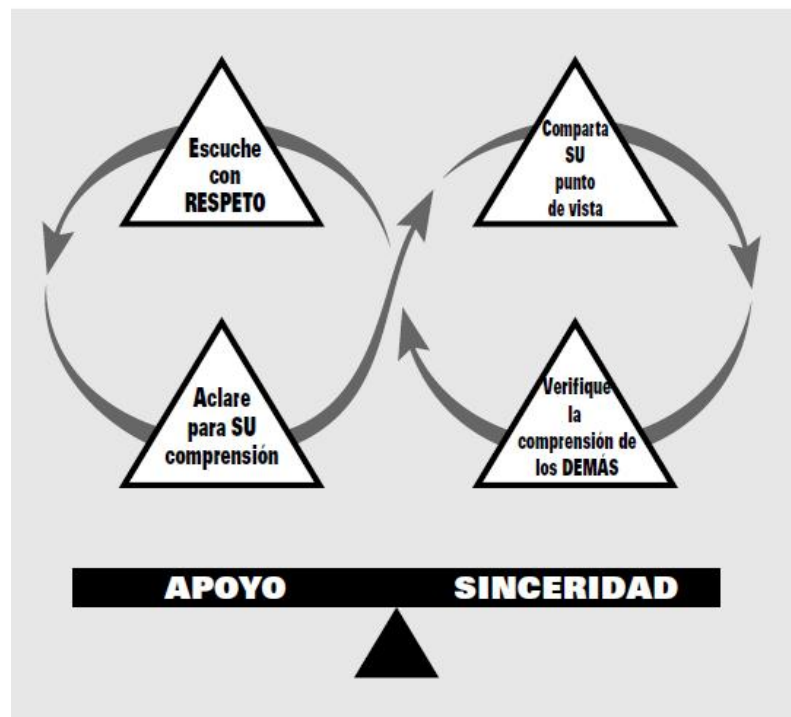 Escuche
con
RESPETO
Comparta
SU
punto
de vista
Aclare
para SU
comprensión
Verifique
la
comprensión de
los DEMÁS
APOYO
SINCERIDAD